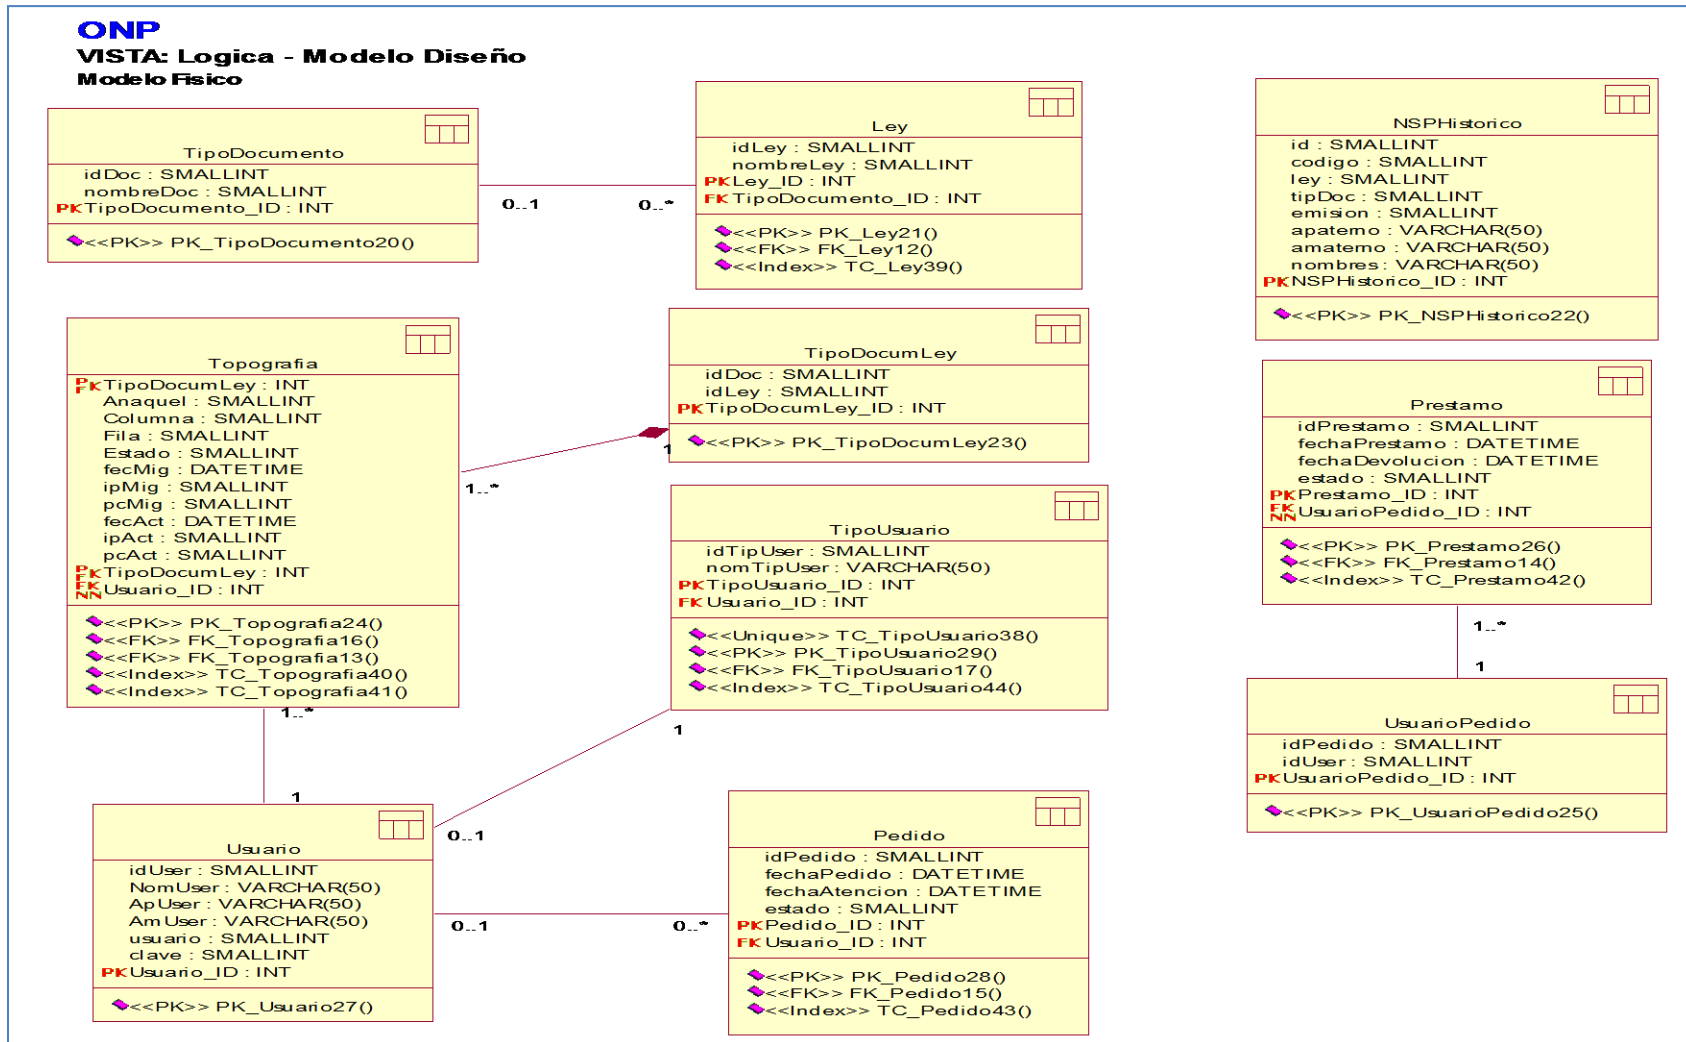 ONP
VISTA: Logica - Modelo Diseño
Modelo Fisico
TipoDocumento
idDoc : SMALLINT
nombreDoc : SMALLINT
PK TipoDocumento_ID : INT
<<PK>> PK_TipoDocumento20()
0..1
0..*
Ley
idLey : SMALLINT
nombreLey : SMALLINT
PK Ley_ID : INT
FK TipoDocumento_ID : INT
<<PK>> PK_Ley21()
<<FK>> FK_Ley12()
<<Index>> TC_Ley39()
NSPHistorico
id : SMALLINT
codigo : SMALLINT
ley : SMALLINT
tipDoc : SMALLINT
emision : SMALLINT
apaterno : VARCHAR(50)
amaterno : VARCHAR(50)
nombres : VARCHAR(50)
PK NSPHistorico_ID : INT
<<PK>> PK_NSPHistorico22()
Topografia
PFK TipoDocumLey : INT
Anaquel : SMALLINT
Columna : SMALLINT
Fila : SMALLINT
Estado : SMALLINT
fecMig : DATETIME
ipMig : SMALLINT
pcMig : SMALLINT
fecAct : DATETIME
ipAct : SMALLINT
pcAct : SMALLINT
PFK TipoDocumLey : INT
FK NN Usuario_ID : INT
<<PK>> PK_Topografia24()
<<FK>> FK_Topografia16()
<<FK>> FK_Topografia13()
<<Index>> TC_Topografia40()
<<Index>> TC_Topografia41()
1..*
1
TipoDocumLey
idDoc : SMALLINT
idLey : SMALLINT
PK TipoDocumLey_ID : INT
<<PK>> PK_TipoDocumLey23()
1
1..*
TipoUsuario
idTipUser : SMALLINT
nomTipUser : VARCHAR(50)
PK TipoUsuario_ID : INT
FK Usuario_ID : INT
<<Unique>> TC_TipoUsuario38()
<<PK>> PK_TipoUsuario29()
<<FK>> FK_TipoUsuario17()
<<Index>> TC_TipoUsuario44()
1
0..1
Prestamo
idPrestamo : SMALLINT
fechaPrestamo : DATETIME
fechaDevolucion : DATETIME
estado : SMALLINT
PK Prestamo_ID : INT
FK NN UsuarioPedido_ID : INT
<<PK>> PK_Prestamo26()
<<FK>> FK_Prestamo14()
<<Index>> TC_Prestamo42()
1..*
1
UsuarioPedido
idPedido : SMALLINT
idUser : SMALLINT
PK UsuarioPedido_ID : INT
<<PK>> PK_UsuarioPedido25()
Usuario
idUser : SMALLINT
NomUser : VARCHAR(50)
ApUser : VARCHAR(50)
AmUser : VARCHAR(50)
usuario : SMALLINT
clave : SMALLINT
PK Usuario_ID : INT
<<PK>> PK_Usuario27()
0..1
0..*
Pedido
idPedido : SMALLINT
fechaPedido : DATETIME
fechaAtencion : DATETIME
estado : SMALLINT
PK Pedido_ID : INT
FK Usuario_ID : INT
<<PK>> PK_Pedido28()
<<FK>> FK_Pedido15()
<<Index>> TC_Pedido43()